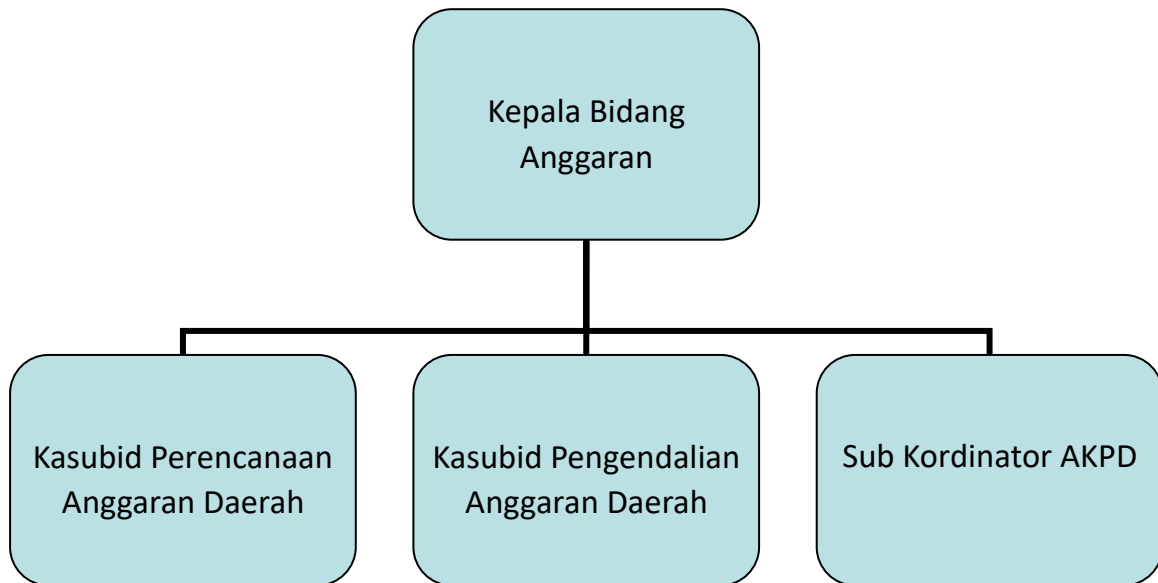 Kepala Bidang
Anggaran
Kasubid Perencanaan
Anggaran Daerah
Kasubid Pengendalian
Anggaran Daerah
Sub Kordinator AKPD